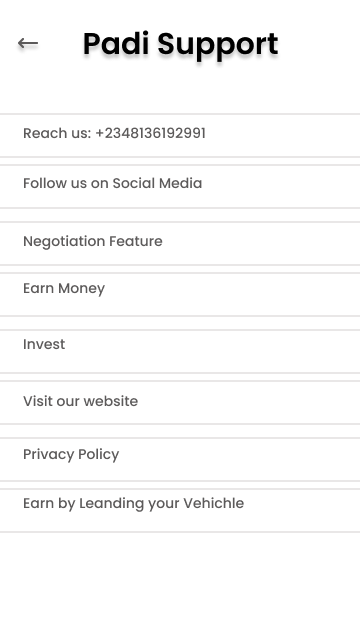 Padi Support
Reach us: +2348136192991
Follow us on Social Media
Negotiation Feature
Earn Money
Invest
Visit our website
Privacy Policy
Earn by Leanding your Vehichle